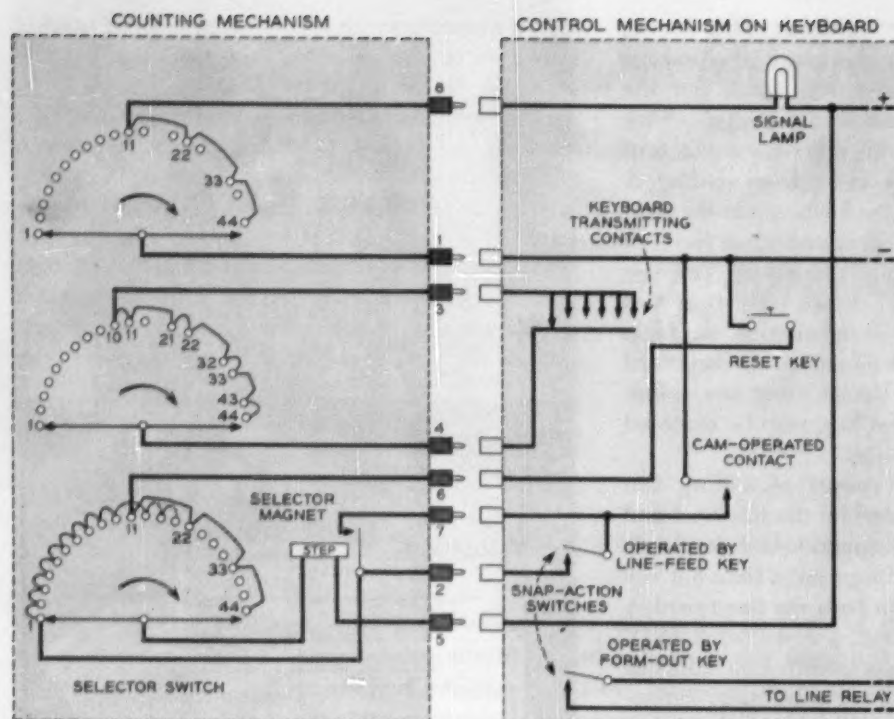 COUNTING MECHANISM
CONTROL MECHANISM ON KEYBOARD
8
+
SIGNAL
LAMP
11
22
33
44
1
KEYBOARD
TRANSMITTING
CONTACTS
1
−
3
10 11 21 22
32
33
43
44
1
RESET KEY
4
CAM-OPERATED
CONTACT
6
SELECTOR
MAGNET
11
22
7
STEP
33
44
1
OPERATED BY
LINE-FEED KEY
2
SNAP-ACTION
SWITCHES
5
OPERATED BY
FORM-OUT KEY
SELECTOR SWITCH
TO LINE RELAY